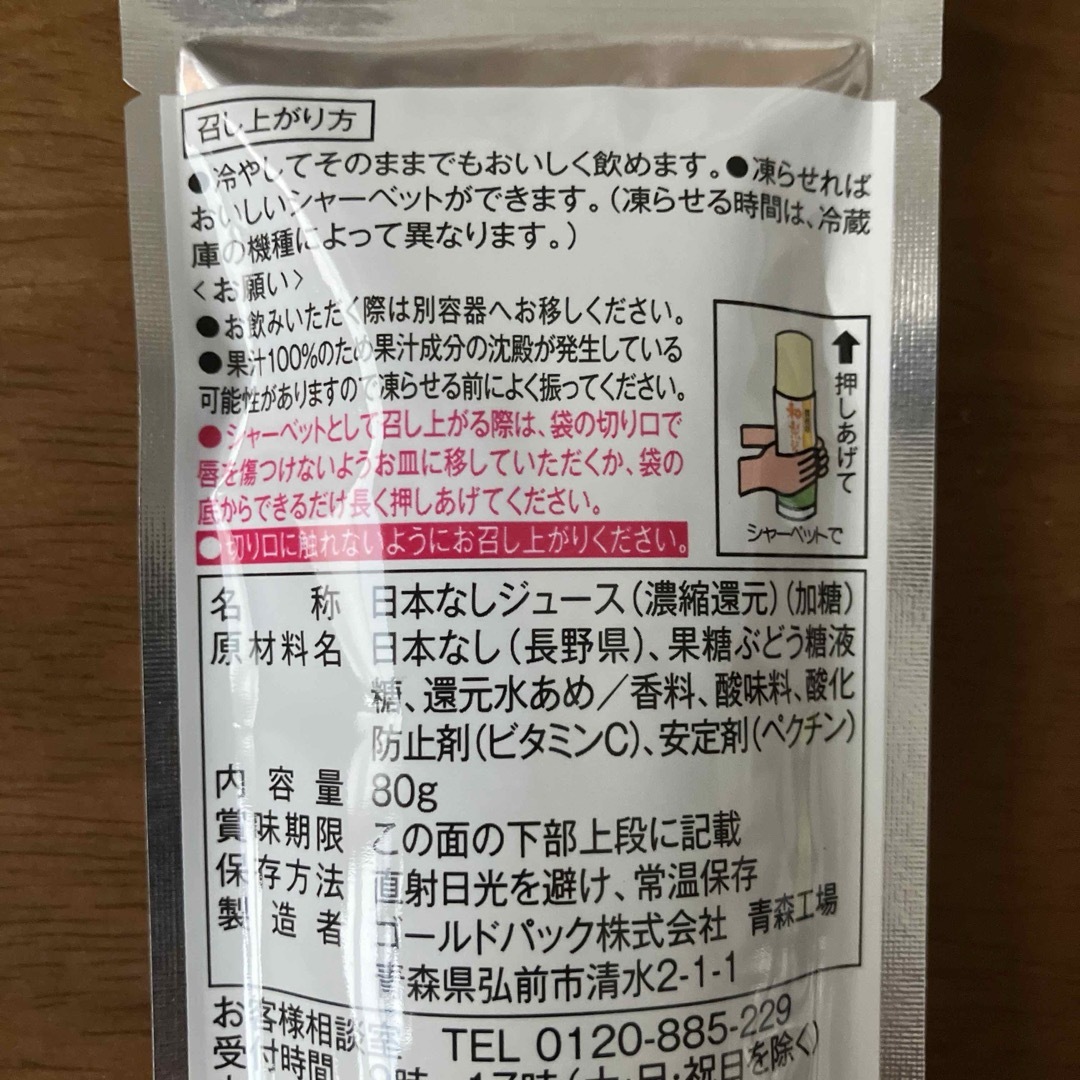 召し上がり方
●冷やしてそのままでもおいしく飲めます。●凍らせれば
おいしいシャーベットができます。(凍らせる時間は、冷蔵
庫の機種によって異なります。)
〈お願い〉
●お飲みいただく際は別容器へお移しください。
●果汁100%のため果汁成分の沈殿が発生している
可能性がありますので凍らせる前によく振ってください。
●シャーベットとして召し上がる際は、袋の切り口で
唇を傷つけないようお皿に移していただくか、袋の
底からできるだけ長く押しあげてください。
●切り口に触れないようにお召し上がりください。
押しあげて
シャーベットで
名称 日本なしジュース(濃縮還元)(加糖)
原材料名 日本なし(長野県)、果糖ぶどう糖液
糖、還元水あめ/香料、酸味料、酸化
防止剤(ビタミンC)、安定剤(ペクチン)
内容量 80g
賞味期限 この面の下部上段に記載
保存方法 直射日光を避け、常温保存
製造者 ゴールドパック株式会社 青森工場
青森県弘前市清水2-1-1
お客様相談室 TEL 0120-885-229
受付時間 9時~17時(土・日・祝日を除く)